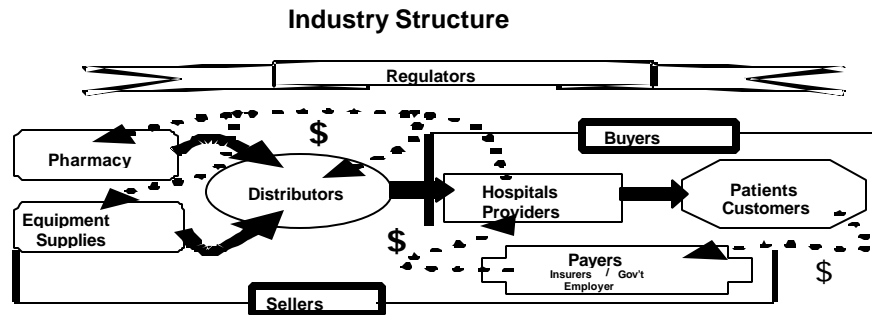 Industry Structure
Regulators
$
Buyers
Pharmacy
Distributors
Hospitals
Providers
Patients
Customers
Equipment
Supplies
$
Payers
Insurers / Gov't
Employer
$
Sellers